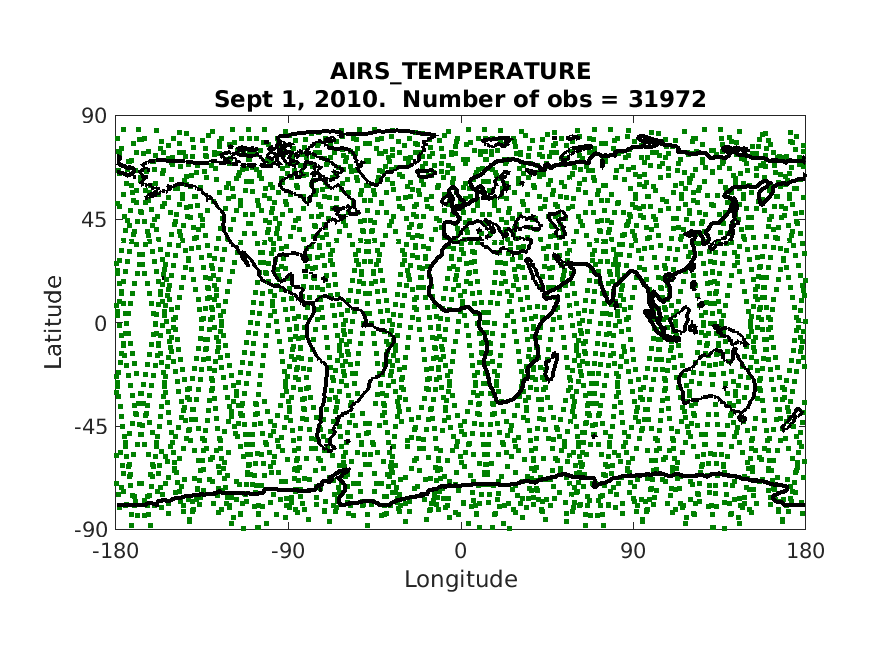 AIRS_TEMPERATURE
Sept 1, 2010.  Number of obs = 31972
90
45
0
-45
-90
Latitude
-180 -90 0 90 180
Longitude